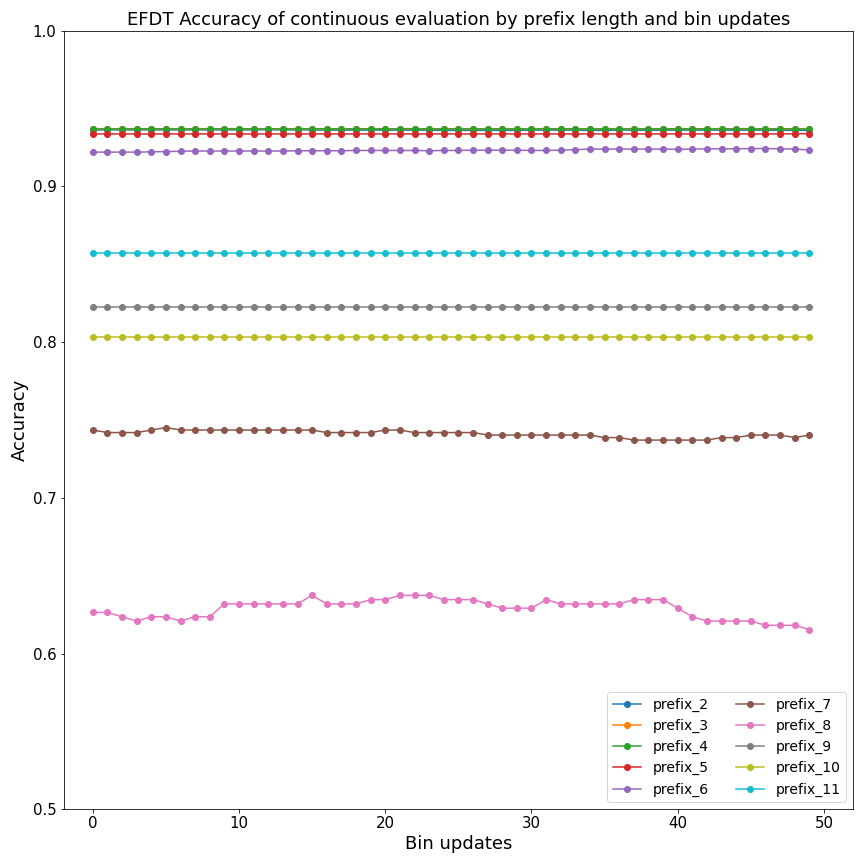 EFDT Accuracy of continuous evaluation by prefix length and bin updates
1.0
0.9
0.8
0.7
0.6
0.5
Accuracy
0
10
20
30
40
50
Bin updates
prefix_2
prefix_3
prefix_4
prefix_5
prefix_6
prefix_7
prefix_8
prefix_9
prefix_10
prefix_11